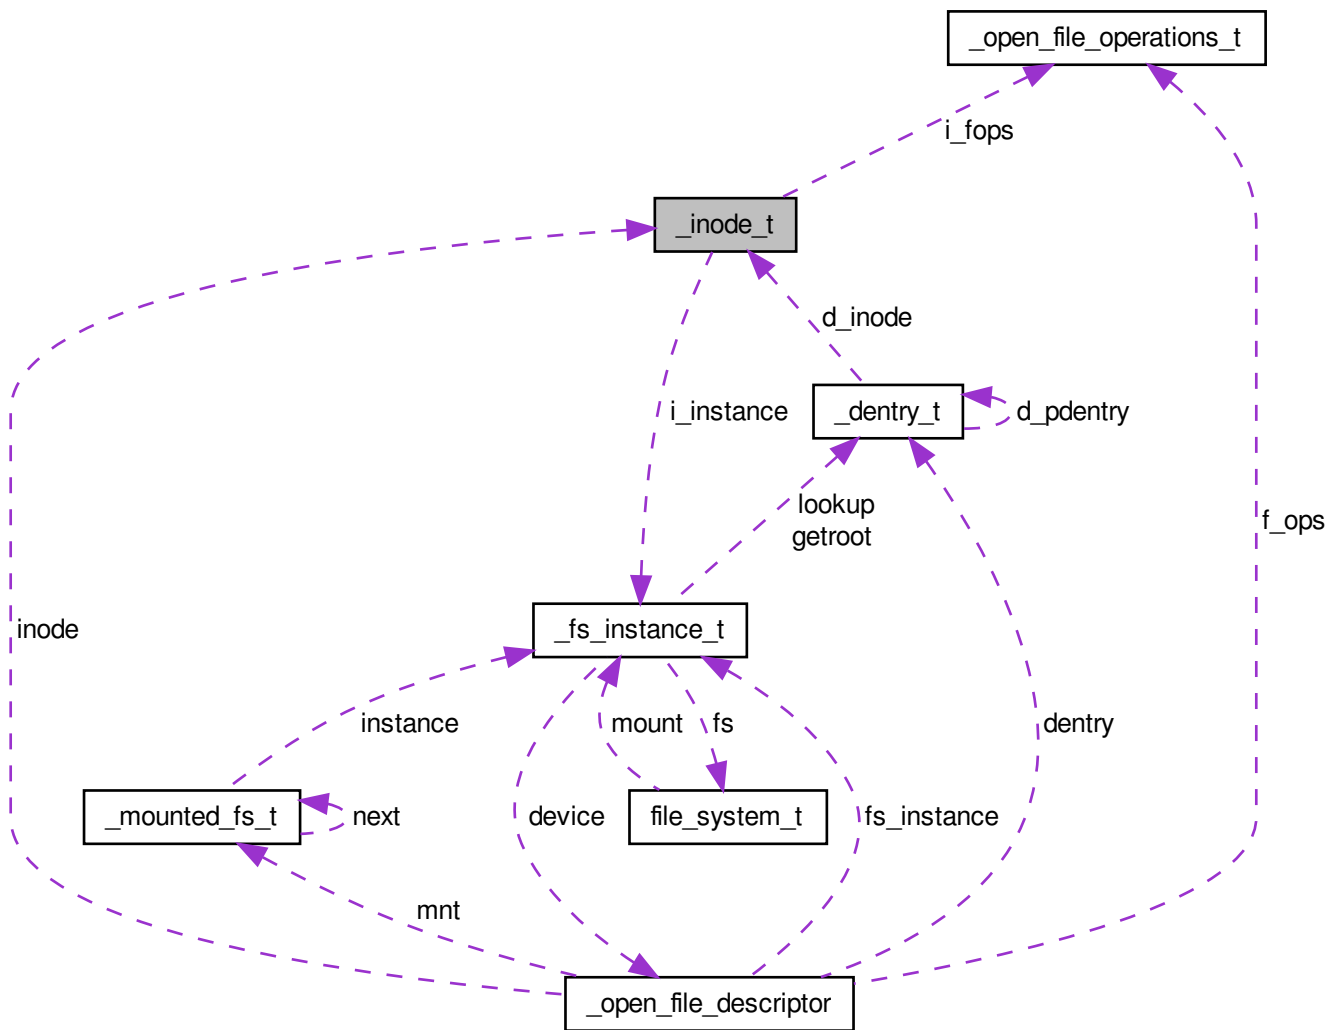 _open_file_operations_t
i_fops
_inode_t
d_inode
i_instance
_dentry_t
d_pdentry
lookup
getroot
f_ops
inode
_fs_instance_t
instance
mount
fs
dentry
_mounted_fs_t
next
device
file_system_t
fs_instance
mnt
_open_file_descriptor